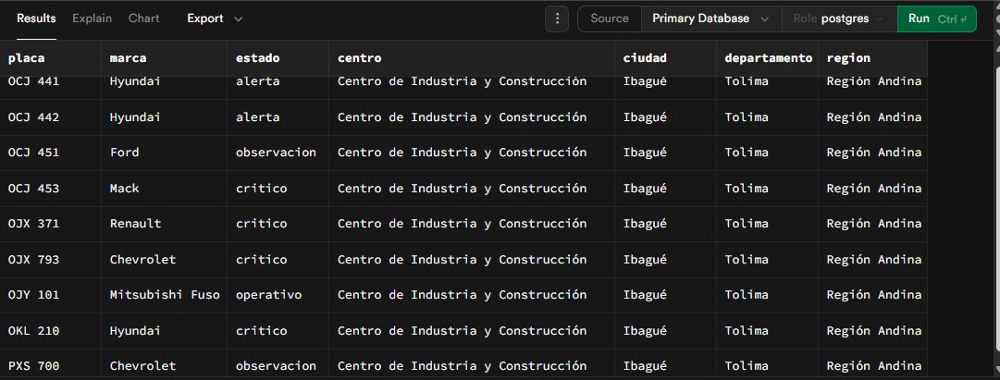 Results Explain Chart Export Source Primary Database Role postgres Run Ctrl ↵
placa marca estado centro ciudad departamento region
OCJ 441 Hyundai alerta Centro de Industria y Construcción Ibagué Tolima Región Andina
OCJ 442 Hyundai alerta Centro de Industria y Construcción Ibagué Tolima Región Andina
OCJ 451 Ford observacion Centro de Industria y Construcción Ibagué Tolima Región Andina
OCJ 453 Mack critico Centro de Industria y Construcción Ibagué Tolima Región Andina
OJX 371 Renault critico Centro de Industria y Construcción Ibagué Tolima Región Andina
OJX 793 Chevrolet critico Centro de Industria y Construcción Ibagué Tolima Región Andina
OJY 101 Mitsubishi Fuso operativo Centro de Industria y Construcción Ibagué Tolima Región Andina
OKL 210 Hyundai critico Centro de Industria y Construcción Ibagué Tolima Región Andina
PXS 700 Chevrolet observacion Centro de Industria y Construcción Ibagué Tolima Región Andina